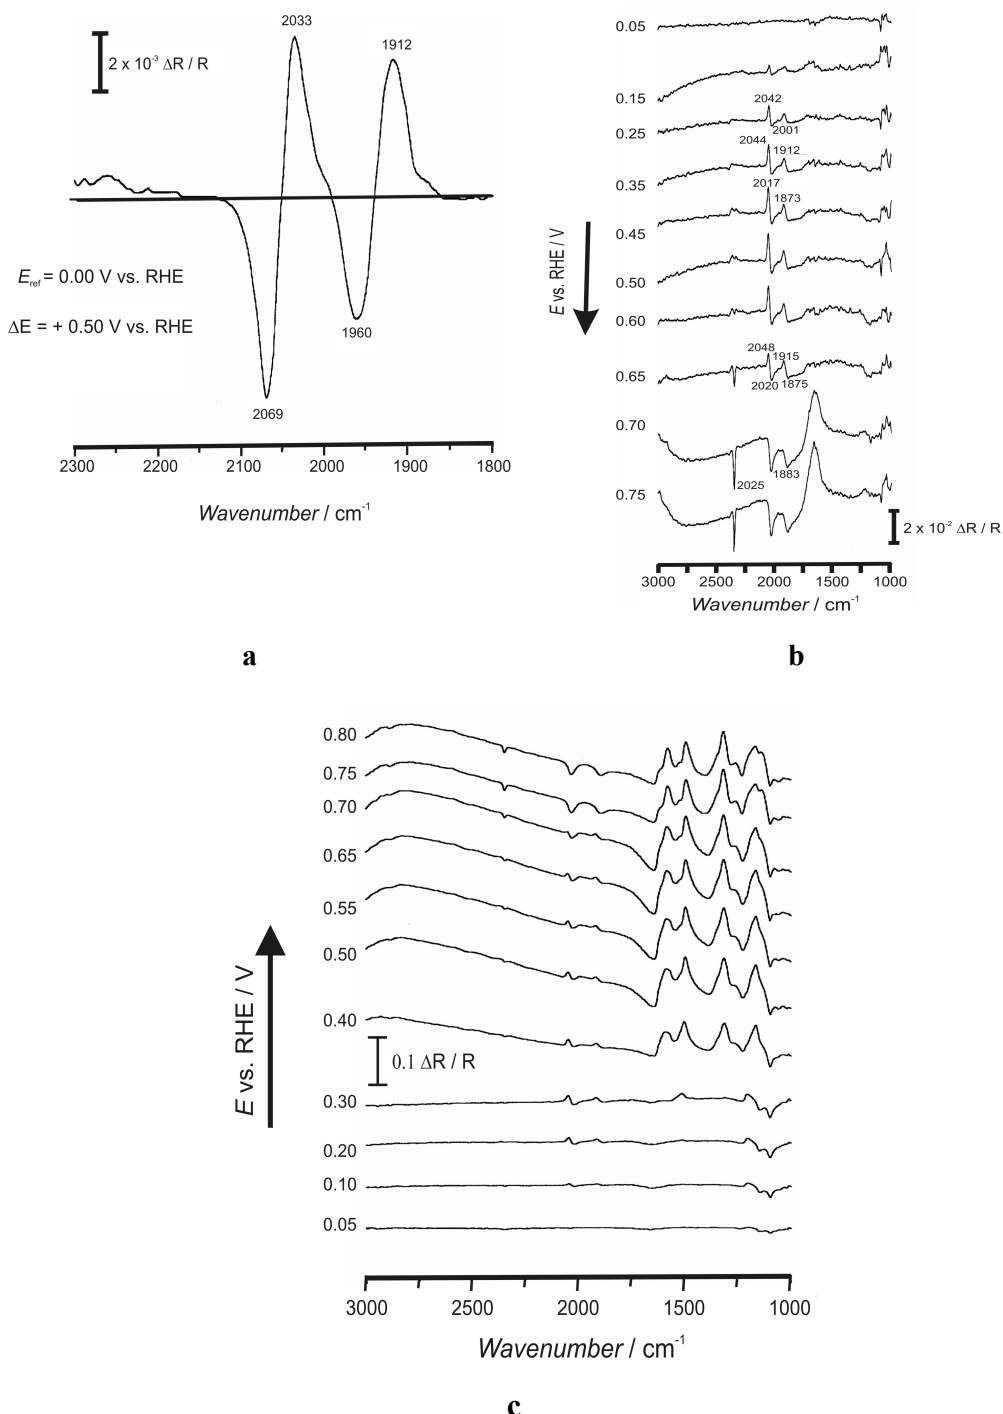 2033
1912
2 x 10-3 ΔR / R
Eref = 0.00 V vs. RHE
ΔE = + 0.50 V vs. RHE
1960
2069
2300 2200 2100 2000 1900 1800
Wavenumber / cm-1
a
0.05
0.15
2042
0.25
2001
2044
1912
0.35
2017
1873
0.45
E vs. RHE / V
0.50
0.60
2048
1915
0.65
2020
1875
0.70
1883
2025
0.75
2 x 10-2 ΔR / R
3000 2500 2000 1500 1000
Wavenumber / cm-1
b
0.80
0.75
0.70
0.65
0.55
0.50
0.40
0.1 ΔR / R
E vs. RHE / V
0.30
0.20
0.10
0.05
3000 2500 2000 1500 1000
Wavenumber / cm-1
c